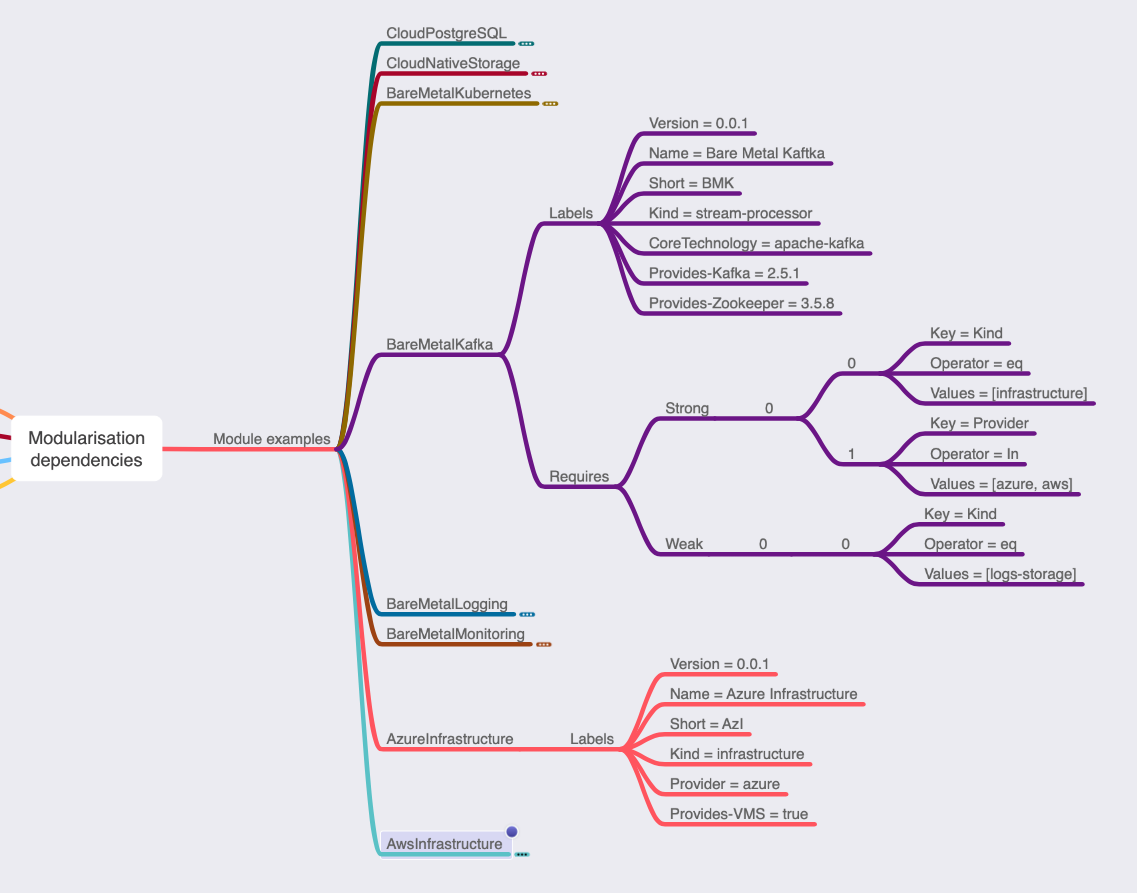 CloudPostgreSQL
CloudNativeStorage
BareMetalKubernetes
Version = 0.0.1
Name = Bare Metal Kaftka
Short = BMK
Labels
Kind = stream-processor
CoreTechnology = apache-kafka
Provides-Kafka = 2.5.1
Provides-Zookeeper = 3.5.8
BareMetalKafka
Key = Kind
0
Operator = eq
Values = [infrastructure]
Strong
0
Key = Provider
1
Operator = In
Values = [azure, aws]
Modularisation
dependencies
Module examples
Requires
Key = Kind
Weak
0
0
Operator = eq
Values = [logs-storage]
BareMetalLogging
BareMetalMonitoring
Version = 0.0.1
Name = Azure Infrastructure
Short = AzI
AzureInfrastructure
Labels
Kind = infrastructure
Provider = azure
Provides-VMS = true
AwsInfrastructure